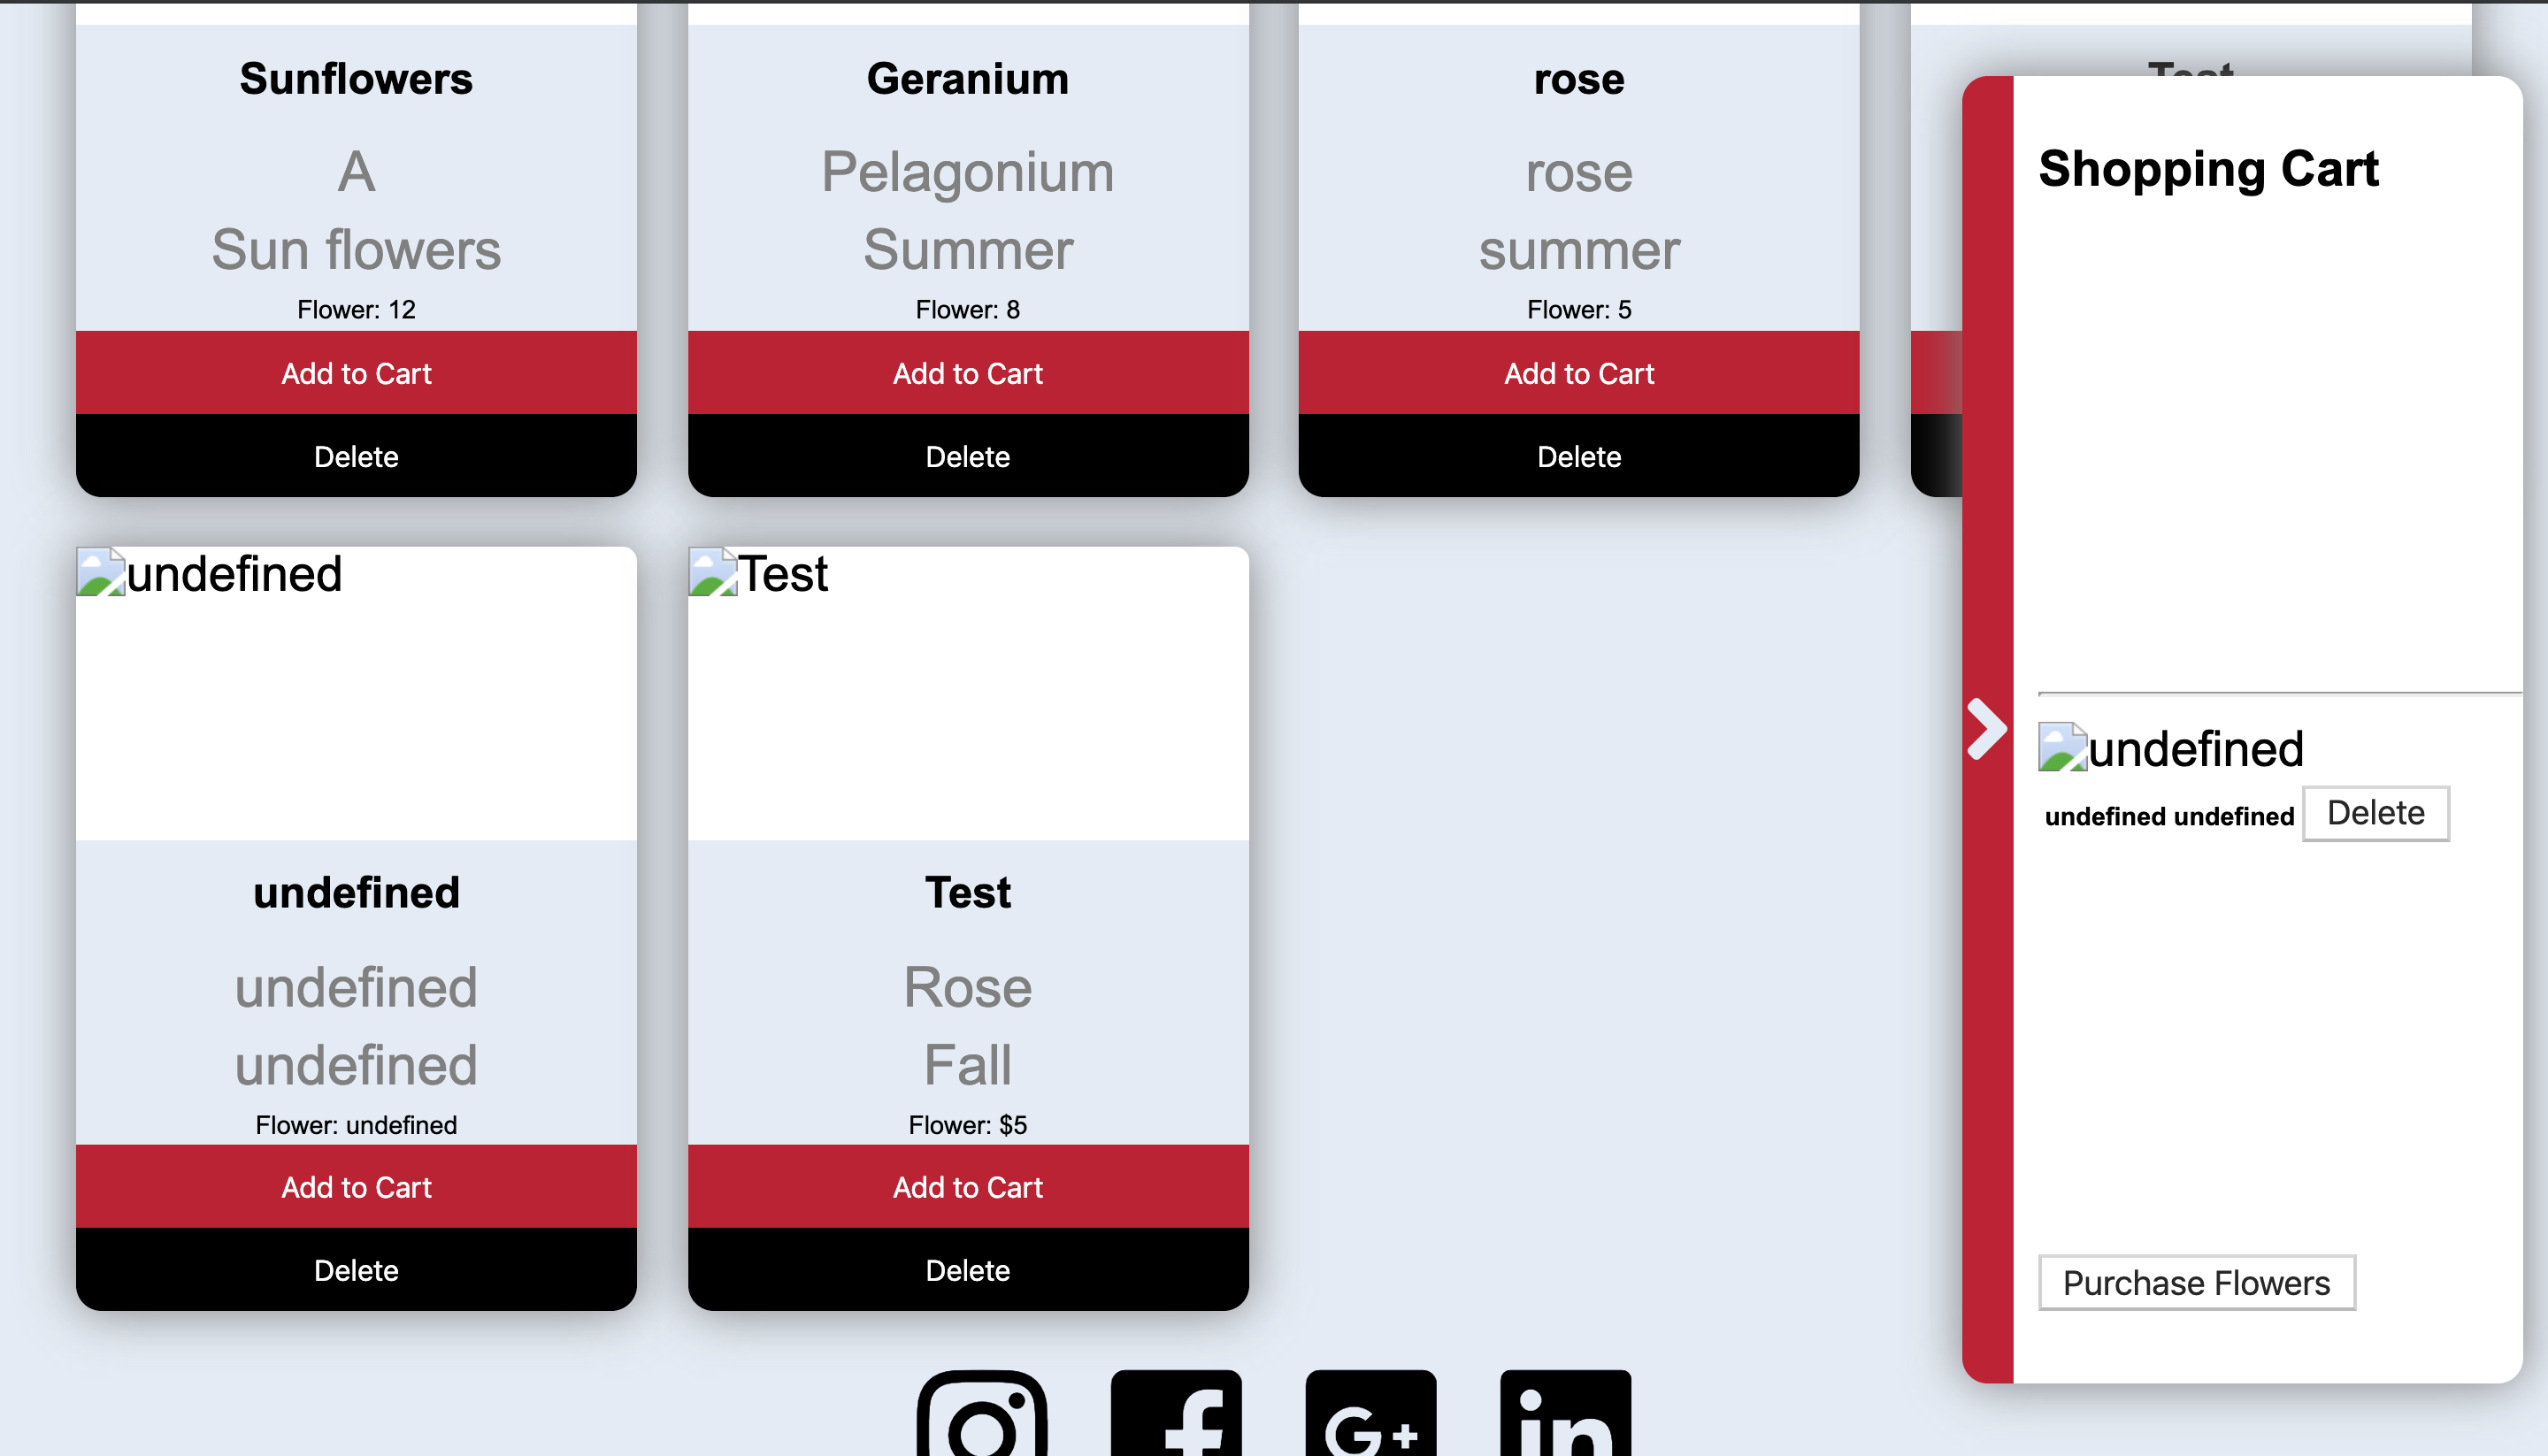 Sunflowers
A
Sun flowers
Flower: 12
Add to Cart
Delete
Geranium
Pelagonium
Summer
Flower: 8
Add to Cart
Delete
rose
rose
summer
Flower: 5
Add to Cart
Delete
Test
undefined
undefined
undefined
undefined
Flower: undefined
Add to Cart
Delete
Test
Test
Rose
Fall
Flower: $5
Add to Cart
Delete
Shopping Cart
undefined
undefined undefined Delete
Purchase Flowers
f
G+
in